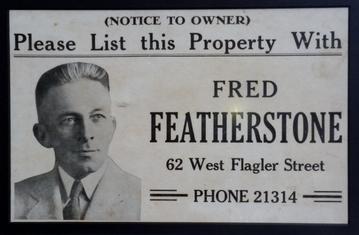 (NOTICE TO OWNER)
Please List this Property With
FRED
FEATHERSTONE
62 West Flagler Street
PHONE 21314